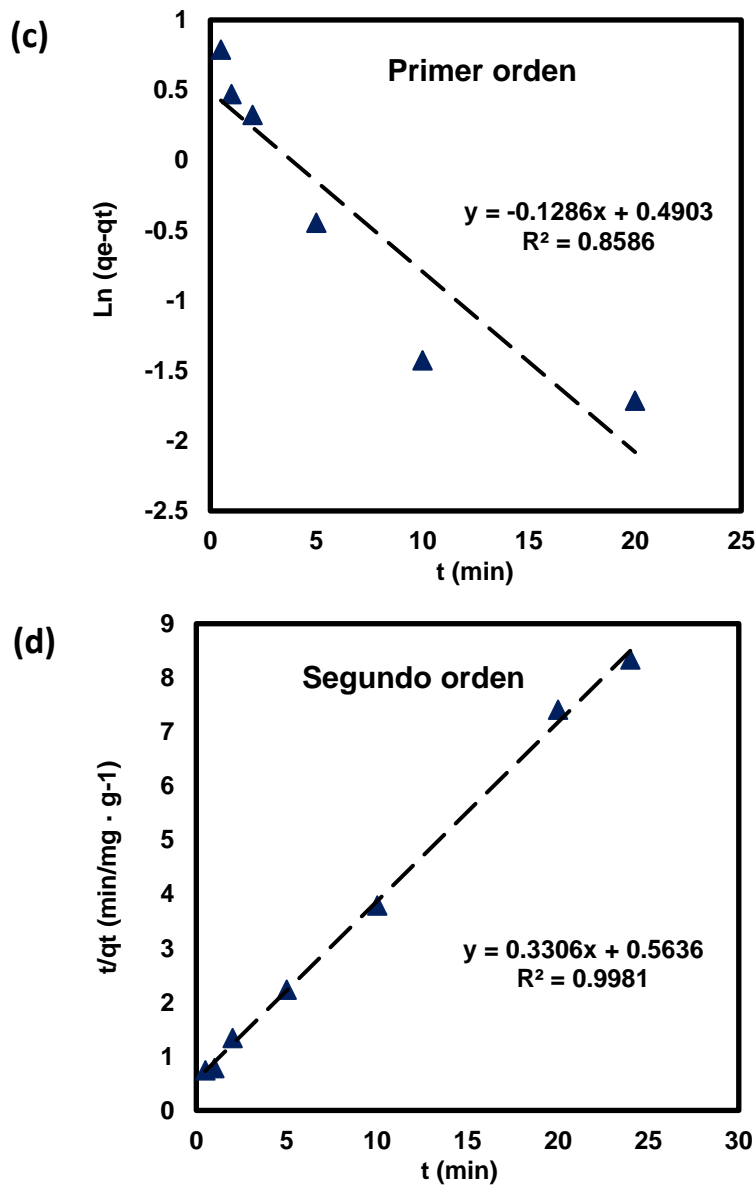 (c)
Primer orden
1
0.5
0
-0.5
-1
-1.5
-2
-2.5
Ln (qe-qt)
y = -0.1286x + 0.4903
R² = 0.8586
0 5 10 15 20 25
t (min)
(d)
Segundo orden
9
8
7
6
5
4
3
2
1
0
t/qt (min/mg · g-1)
y = 0.3306x + 0.5636
R² = 0.9981
0 5 10 15 20 25 30
t (min)